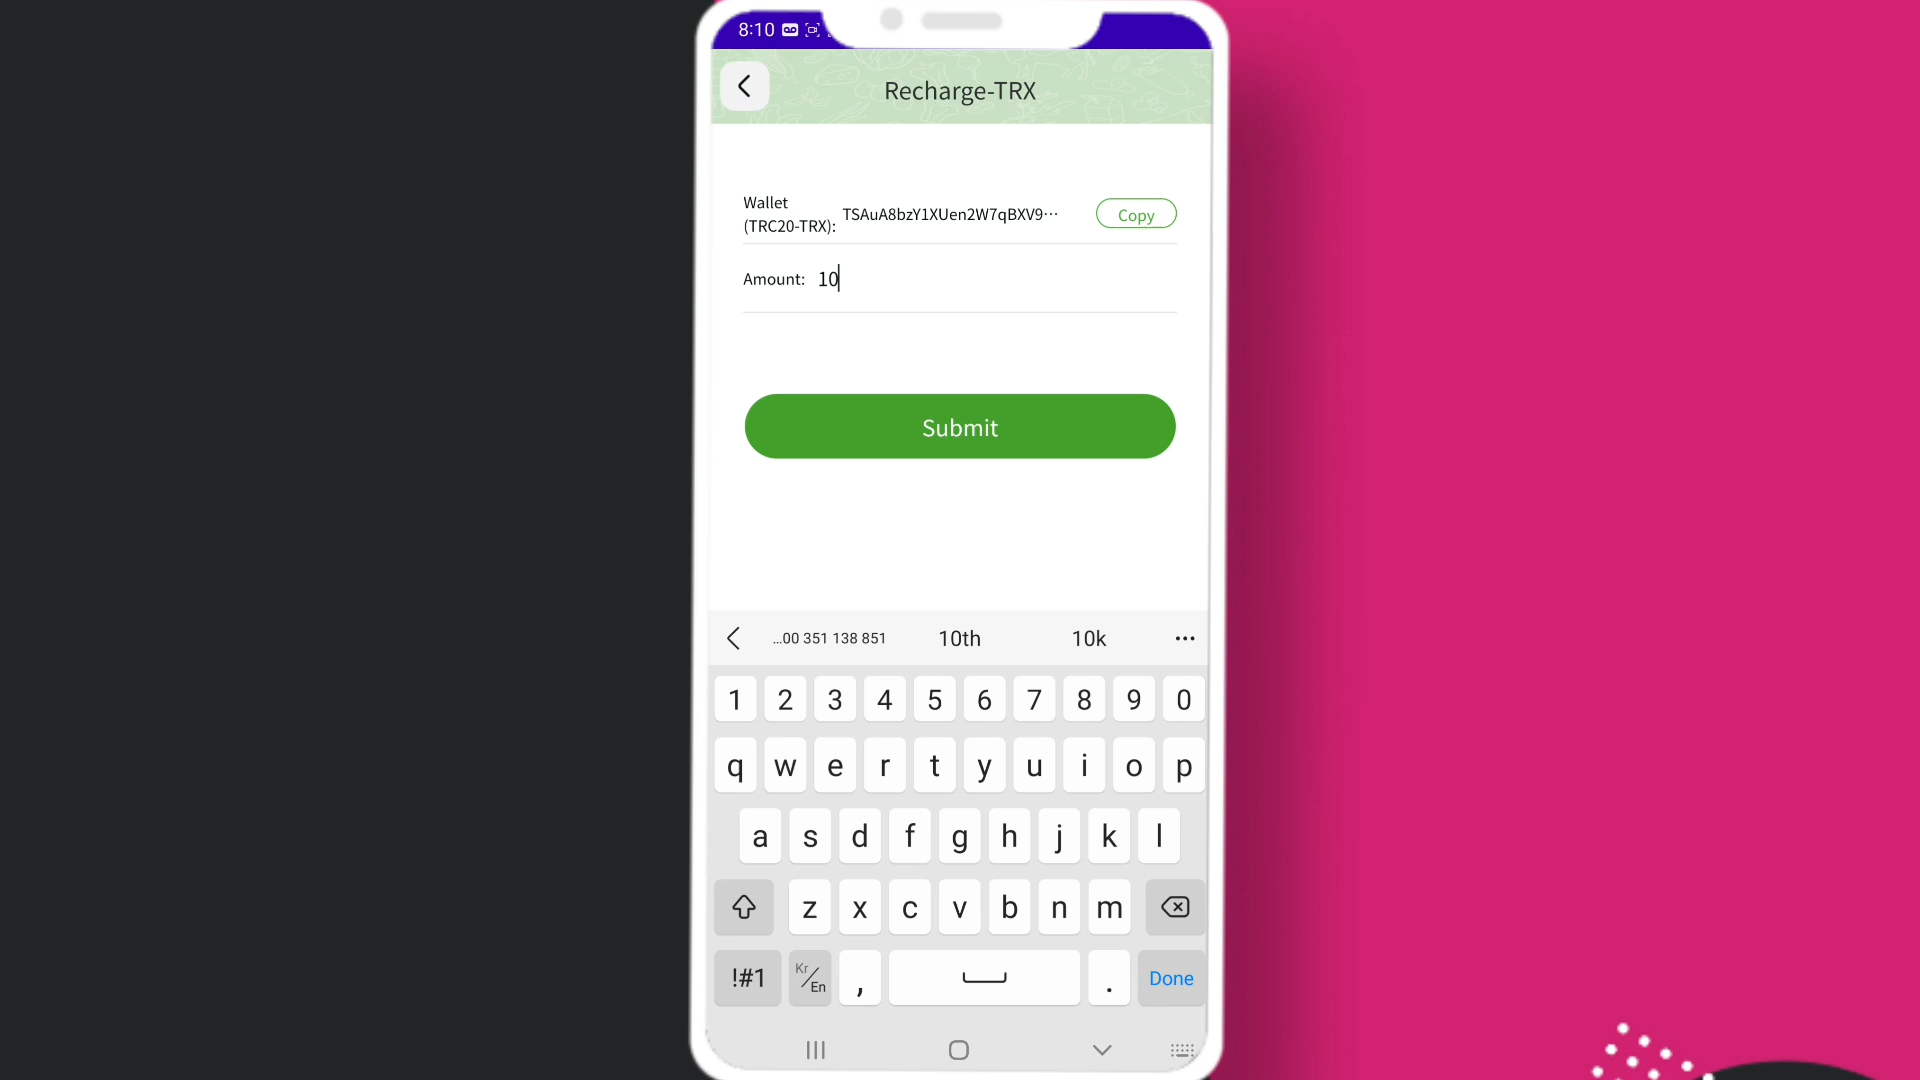 8:10
Recharge-TRX
Wallet
(TRC20-TRX): TSAuA8bzY1XUen2W7qBXV9··· Copy
Amount: 10
Submit
...00 351 138 851 10th 10k
1 2 3 4 5 6 7 8 9 0
q w e r t y u i o p
a s d f g h j k l
z x c v b n m
!#1 Kr/En , . Done